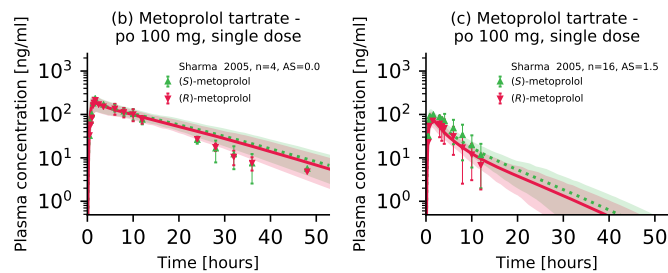 (b) Metoprolol tartrate -
po 100 mg, single dose
Plasma concentration [ng/ml]
10³
10²
10¹
10⁰
Sharma 2005, n=4, AS=0.0
(S)-metoprolol
(R)-metoprolol
0 10 20 30 40 50
Time [hours]
(c) Metoprolol tartrate -
po 100 mg, single dose
Plasma concentration [ng/ml]
10³
10²
10¹
10⁰
Sharma 2005, n=16, AS=1.5
(S)-metoprolol
(R)-metoprolol
0 10 20 30 40 50
Time [hours]